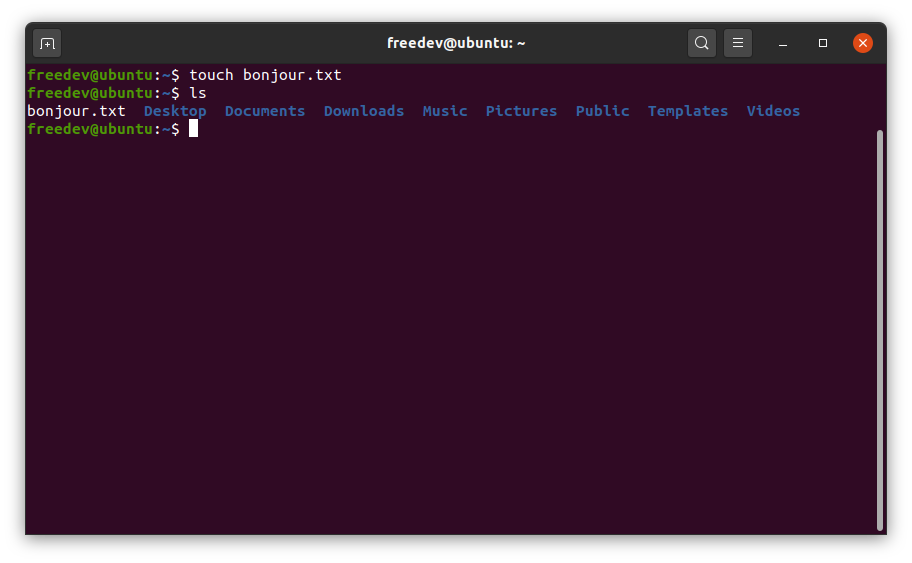 freedev@ubuntu: ~
freedev@ubuntu:~$ touch bonjour.txt
freedev@ubuntu:~$ ls
bonjour.txt  Desktop  Documents  Downloads  Music  Pictures  Public  Templates  Videos
freedev@ubuntu:~$